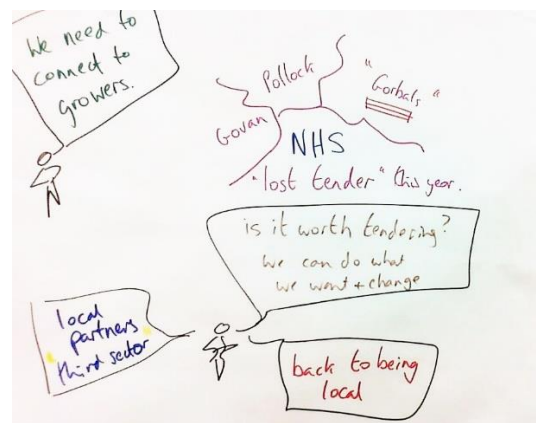 We need to
connect to
growers.
Govan
Pollock
"Gorbals"
NHS
"lost tender" this year.
is it worth tendering?
we can do what
we want + change
local
partners
third sector
back to being
local